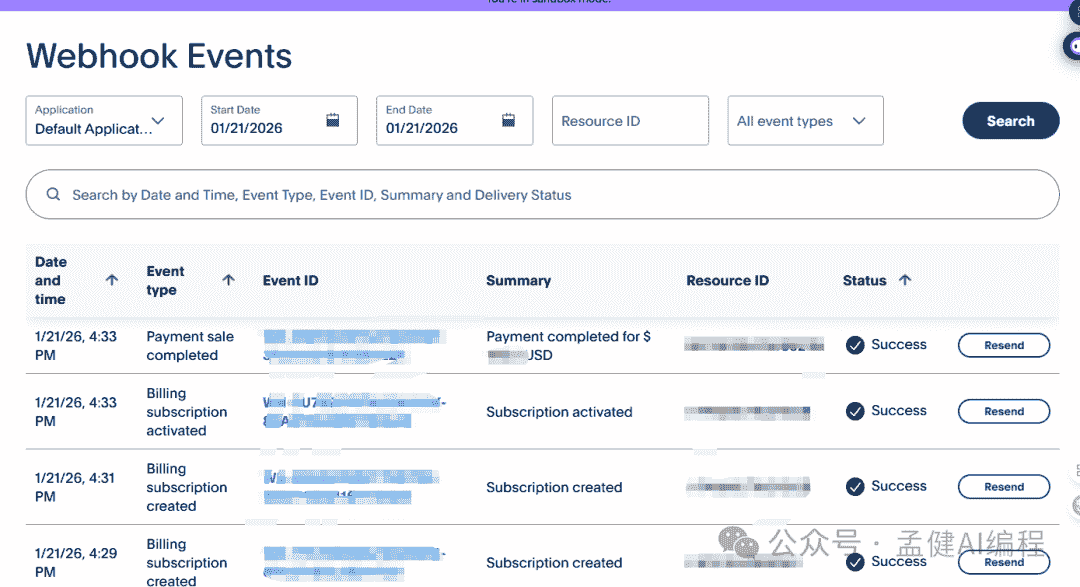 You're in sandbox mode.
Webhook Events
Application
Default Applicat...
Start Date
01/21/2026
End Date
01/21/2026
Resource ID
All event types
Search
Search by Date and Time, Event Type, Event ID, Summary and Delivery Status
Date and time
Event type
Event ID
Summary
Resource ID
Status
1/21/26, 4:33 PM
Payment sale completed
Payment completed for $
USD
Success
Resend
1/21/26, 4:33 PM
Billing subscription activated
Subscription activated
Success
Resend
1/21/26, 4:31 PM
Billing subscription created
Subscription created
Success
Resend
1/21/26, 4:29 PM
Billing subscription created
Subscription created
Success
Resend
公众号 · 孟健AI编程